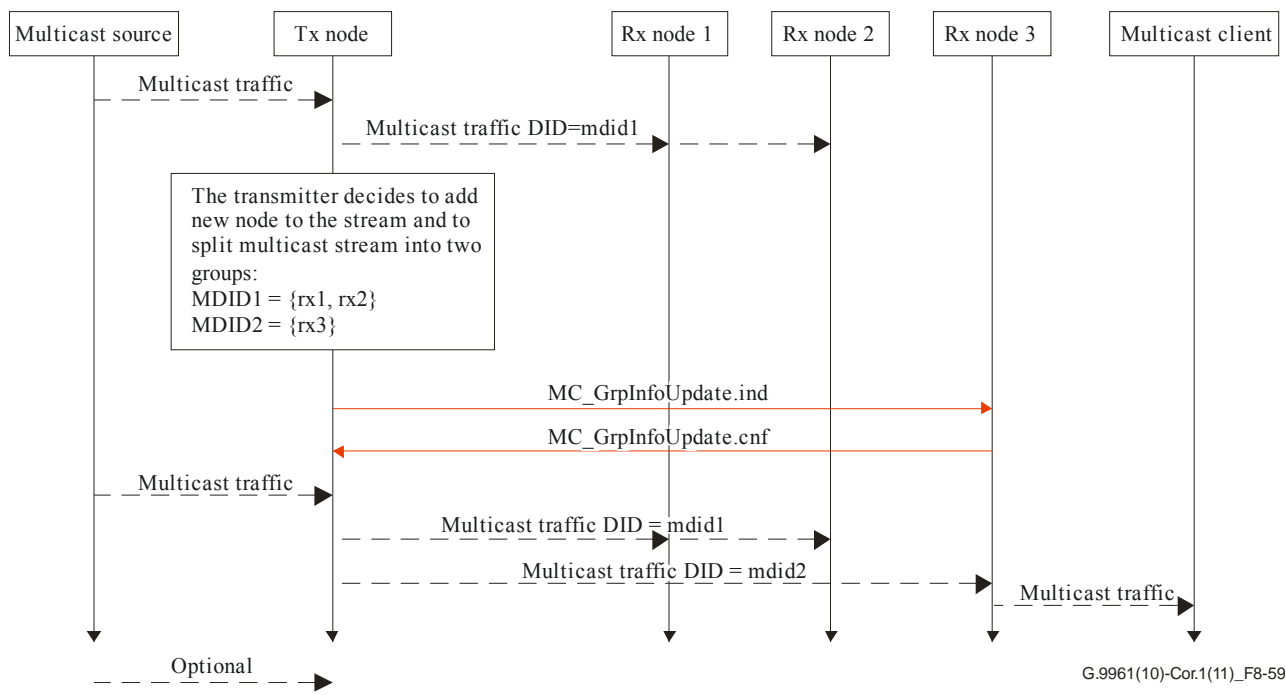 Multicast source
Tx node
Rx node 1
Rx node 2
Rx node 3
Multicast client
Multicast traffic
Multicast traffic DID=mdid1
The transmitter decides to add
new node to the stream and to
split multicast stream into two
groups:
MDID1 = {rx1, rx2}
MDID2 = {rx3}
MC_GrpInfoUpdate.ind
MC_GrpInfoUpdate.cnf
Multicast traffic
Multicast traffic DID = mdid1
Multicast traffic DID = mdid2
Multicast traffic
Optional
G.9961(10)-Cor.1(11)_F8-59